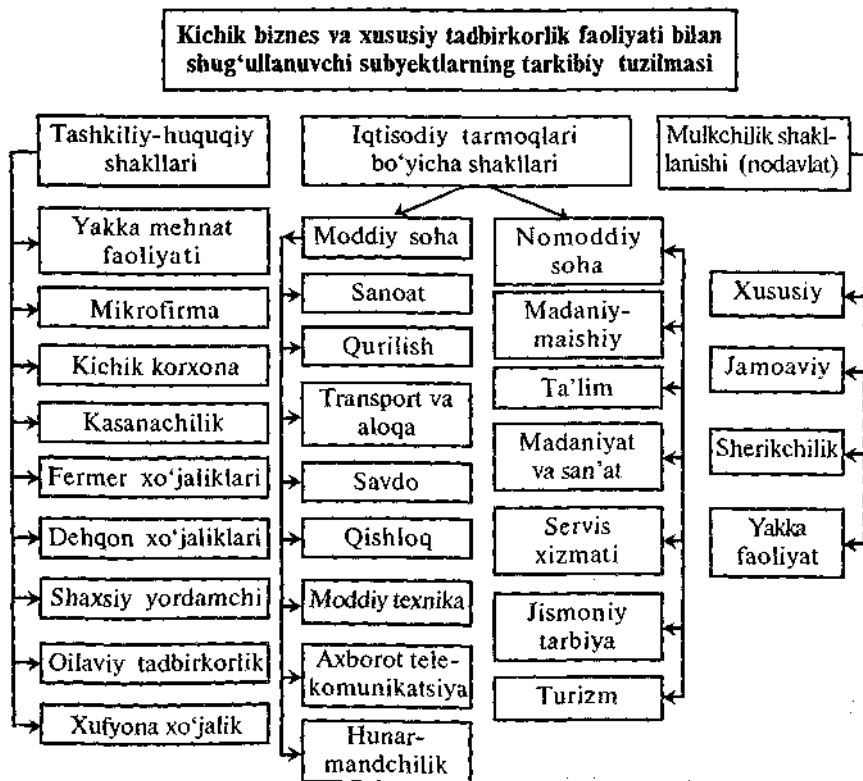 Kichik biznes va xususiy tadbirkorlik faoliyati bilan
shug‘ullanuvchi subyektlarning tarkibiy tuzilmasi
Tashkiliy-huquqiy
shakllari
Yakka mehnat
faoliyati
Mikrofirma
Kichik korxona
Kasanachilik
Fermer xo‘jaliklari
Dehqon xo‘jaliklari
Shaxsiy yordamchi
Oilaviy tadbirkorlik
Xufyona xo‘jalik
Iqtisodiy tarmoqlari
bo‘yicha shakllari
Moddiy soha
Sanoat
Qurilish
Transport va
aloqa
Savdo
Qishloq
Moddiy texnika
Axborot tele-
komunikatsiya
Hunar-
mandchilik
Nomoddiy
soha
Madaniy-
maishiy
Ta’lim
Madaniyat
va san’at
Servis
xizmati
Jismoniy
tarbiya
Turizm
Mulkchilik shakl-
lanishi (nodavlat)
Xususiy
Jamoaviy
Sherikchilik
Yakka
faoliyat